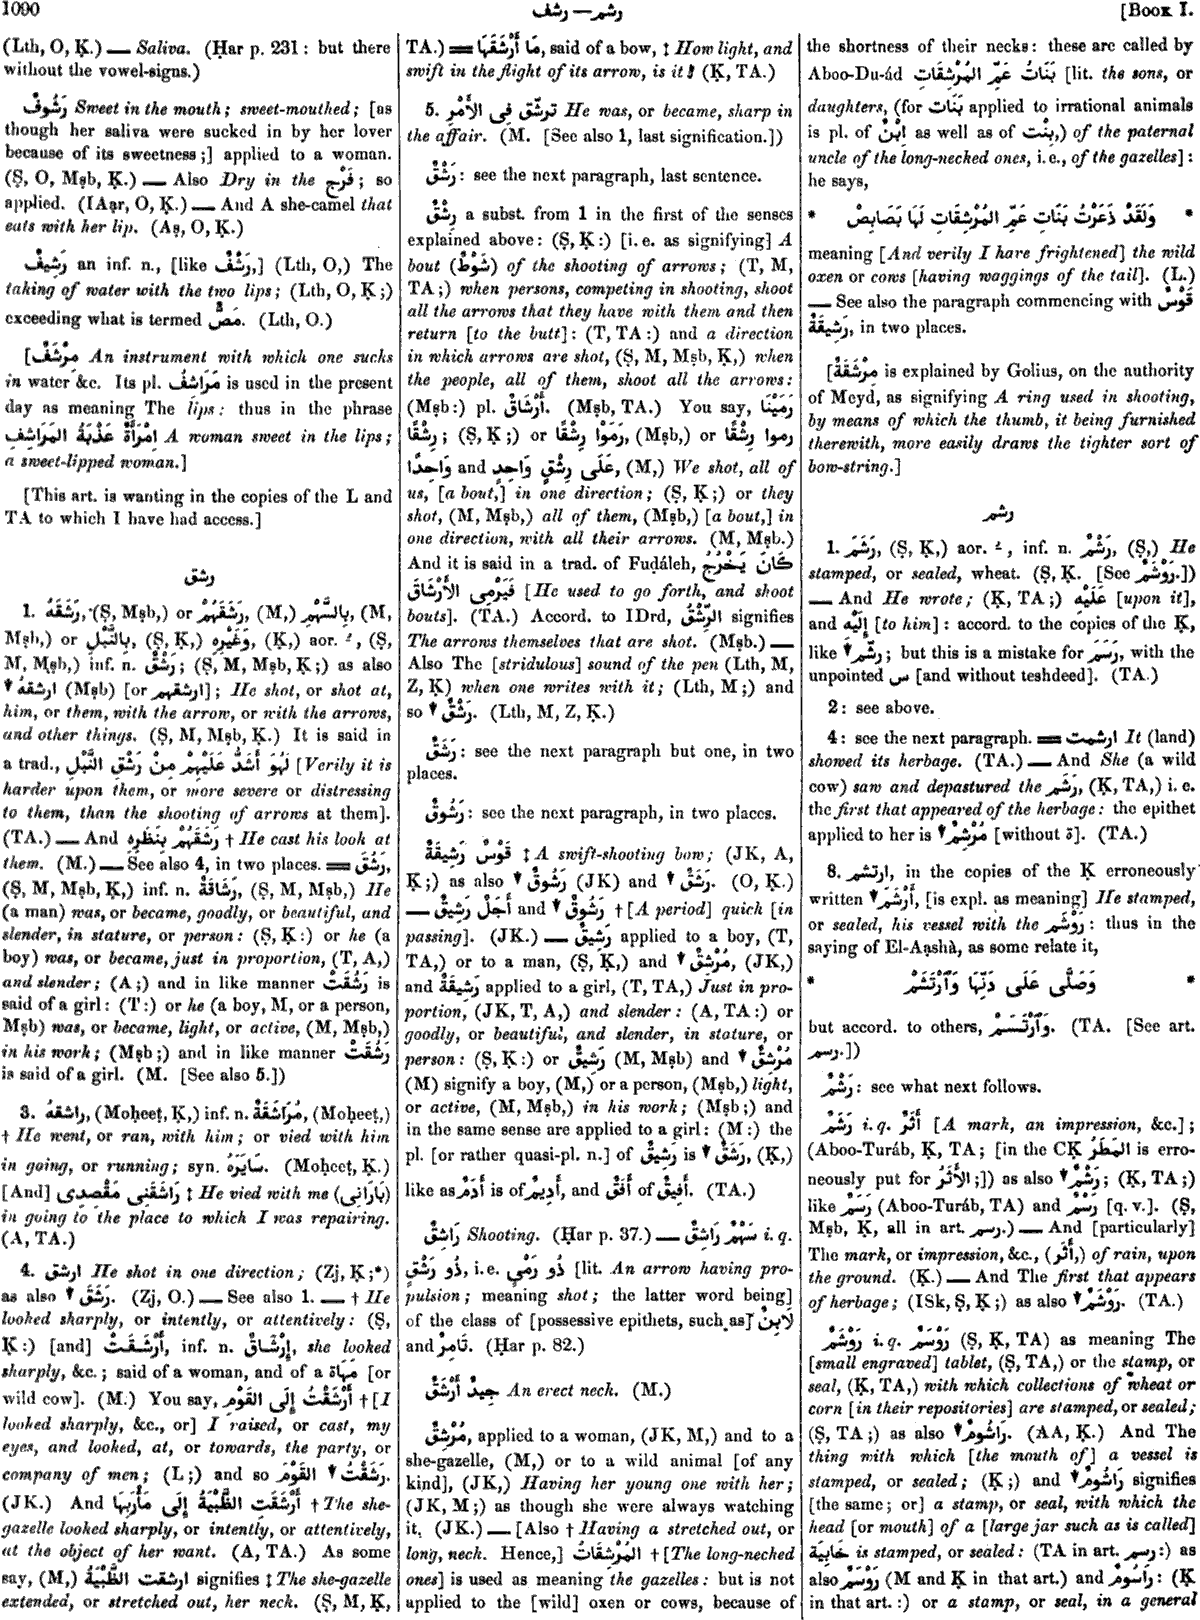 1090
رشم — رشف
[Book I.
(Lth, O, Ḳ.) — Saliva. (Ḥar p. 231 : but there
without the vowel-signs.)
رَشُوفٌ Sweet in the mouth; sweet-mouthed; [as
though her saliva were sucked in by her lover
because of its sweetness;] applied to a woman.
(Ṣ, O, Mṣb, Ḳ.) — Also Dry in the فَرْج; so
applied. (IAạr, O, Ḳ.) — And A she-camel that
eats with her lip. (Aṣ, O, Ḳ.)
رَشِيفٌ an inf. n., [like رَشْفٌ,] (Lth, O,) The
taking of water with the two lips; (Lth, O, Ḳ;)
exceeding what is termed مَصّ. (Lth, O.)
[مِرْشَفٌ An instrument with which one sucks
in water &c. Its pl. مَرَاشِفُ is used in the present
day as meaning The lips: thus in the phrase
اِمْرَأَةٌ عَذْبَةُ المَرَاشِفِ A woman sweet in the lips;
a sweet-lipped woman.]
[This art. is wanting in the copies of the L and
TA to which I have had access.]
رشق
1. رَشَقَهُ, (Ṣ, Mṣb,) or رَشَقَهُمْ, (M,) بِالسَّهْمِ, (M,
Mṣb,) or بِالنَّبْلِ, (Ṣ, Ḳ,) وَغَيْرِهِ, (Ḳ,) aor. ـُ, (Ṣ,
M, Mṣb,) inf. n. رَشْقٌ; (Ṣ, M, Mṣb, Ḳ;) as also
▼ ارشقهُ (Mṣb) [or ارشقهم]; He shot, or shot at,
him, or them, with the arrow, or with the arrows,
and other things. (Ṣ, M, Mṣb, Ḳ.) It is said in
a trad., لَهُوَ أَشَدُّ عَلَيْهِمْ مِنْ رَشْقِ النَّبْلِ [Verily it is
harder upon them, or more severe or distressing
to them, than the shooting of arrows at them].
(TA.) — And رَشَقَهُمْ بِنَظَرِهِ † He cast his look at
them. (M.) — See also 4, in two places. = رَشُقَ,
(Ṣ, M, Mṣb, Ḳ,) inf. n. رَشَاقَةٌ, (Ṣ, M, Mṣb,) He
(a man) was, or became, goodly, or beautiful, and
slender, in stature, or person: (Ṣ, Ḳ:) or he (a
boy) was, or became, just in proportion, (T, A,)
and slender; (A;) and in like manner رَشُقَتْ is
said of a girl: (T:) or he (a boy, M, or a person,
Mṣb) was, or became, light, or active, (M, Mṣb,)
in his work; (Mṣb;) and in like manner رَشُقَتْ
is said of a girl. (M. [See also 5.])
3. راشقهُ, (Moḥeeṭ, Ḳ,) inf. n. مُرَاشَقَةٌ, (Moḥeeṭ,)
† He went, or ran, with him; or vied with him
in going, or running; syn. سَايَرَهُ. (Moḥeeṭ, Ḳ.)
[And] رَاشَقَنِى مَقْصِدِى ‡ He vied with me (بَارَانِى)
in going to the place to which I was repairing.
(A, TA.)
4. ارشق He shot in one direction; (Zj, Ḳ;*)
as also ▼ رَشَقَ. (Zj, O.) — See also 1. — † He
looked sharply, or intently, or attentively: (Ṣ,
Ḳ:) [and] أَرْشَقَتْ, inf. n. إِرْشَاقٌ, she looked
sharply, &c.; said of a woman, and of a مَهَاة [or
wild cow]. (M.) You say, أَرْشَقْتُ إِلَى القَوْمِ † [I
looked sharply, &c., or] I raised, or cast, my
eyes, and looked, at, or towards, the party, or
company of men; (L;) and so ▼ رَشَقْتُ القَوْمَ.
(JK.) And أَرْشَقَتِ الظَّبْيَةُ إِلَى مَأْرَبِهَا † The she-
gazelle looked sharply, or intently, or attentively,
at the object of her want. (A, TA.) As some
say, (M,) ارشقت الظَّبْيَةُ signifies ‡ The she-gazelle
extended, or stretched out, her neck. (Ṣ, M, Ḳ,
TA.) = مَا أَرْشَقَهَا, said of a bow, ‡ How light, and
swift in the flight of its arrow, is it! (Ḳ, TA.)
5. ترشّق فِى الأَمْرِ He was, or became, sharp in
the affair. (M. [See also 1, last signification.])
رَشْقٌ: see the next paragraph, last sentence.
رِشْقٌ a subst. from 1 in the first of the senses
explained above: (Ṣ, Ḳ:) [i. e. as signifying] A
bout (شَوْطٌ) of the shooting of arrows; (T, M,
TA;) when persons, competing in shooting, shoot
all the arrows that they have with them and then
return [to the butt]: (T, TA:) and a direction
in which arrows are shot, (Ṣ, M, Mṣb, Ḳ,) when
the people, all of them, shoot all the arrows:
(Mṣb:) pl. أَرْشَاقٌ. (Mṣb, TA.) You say, رَمَيْنَا
رِشْقًا; (Ṣ, Ḳ;) or رَمَوْا رِشْقًا, (Mṣb,) or رموا رِشْقًا
وَاحِدًا and عَلَى رِشْقٍ وَاحِدٍ, (M,) We shot, all of
us, [a bout,] in one direction; (Ṣ, Ḳ;) or they
shot, (M, Mṣb,) all of them, (Mṣb,) [a bout,] in
one direction, with all their arrows. (M, Mṣb.)
And it is said in a trad. of Fuḍáleh, كَانَ يَخْرُجُ
فَيَرْمِى الأَرْشَاقَ [He used to go forth, and shoot
bouts]. (TA.) Accord. to IDrd, الرِّشْقُ signifies
The arrows themselves that are shot. (Mṣb.) —
Also The [stridulous] sound of the pen (Lth, M,
Z, Ḳ) when one writes with it; (Lth, M;) and
so ▼ رَشْقٌ. (Lth, M, Z, Ḳ.)
رَشَقٌ: see the next paragraph but one, in two
places.
رَشُوقٌ: see the next paragraph, in two places.
قَوْسٌ رَشِيقَةٌ ‡ A swift-shooting bow; (JK, A,
Ḳ;) as also ▼ رَشُوقٌ (JK) and ▼ رَشَقٌ. (O, Ḳ.)
— أَجَلٌ رَشِيقٌ and ▼ رَشُوقٌ † [A period] quick [in
passing]. (JK.) — رَشِيقٌ applied to a boy, (T,
TA,) or to a man, (Ṣ, Ḳ,) and ▼ مُرْشِقٌ, (JK,)
and رَشِيقَةٌ applied to a girl, (T, TA,) Just in pro-
portion, (JK, T, A,) and slender: (A, TA:) or
goodly, or beautiful, and slender, in stature, or
person: (Ṣ, Ḳ:) or رَشِيقٌ (M, Mṣb) and ▼ مُرْشِقٌ
(M) signify a boy, (M,) or a person, (Mṣb,) light,
or active, (M, Mṣb,) in his work; (Mṣb;) and
in the same sense are applied to a girl: (M:) the
pl. [or rather quasi-pl. n.] of رَشِيقٌ is ▼ رَشَقٌ, (Ḳ,)
like as أَدَمٌ is of أَدِيمٌ, and أَفَقٌ of أَفِيقٌ. (TA.)
رَاشِقٌ Shooting. (Ḥar p. 37.) — سَهْمٌ رَاشِقٌ i. q.
ذُو رَشْقٍ, i. e. ذُو رَمْىٍ [lit. An arrow having pro-
pulsion; meaning shot; the latter word being]
of the class of [possessive epithets, such as] لَابِنٌ
and تَامِرٌ. (Ḥar p. 82.)
جِيدٌ أَرْشَقُ An erect neck. (M.)
مُرْشِقٌ, applied to a woman, (JK, M,) and to a
she-gazelle, (M,) or to a wild animal [of any
kind], (JK,) Having her young one with her;
(JK, M;) as though she were always watching
it. (JK.) — [Also † Having a stretched out, or
long, neck. Hence,] المُرْشِقَاتُ † [The long-necked
ones] is used as meaning the gazelles: but is not
applied to the [wild] oxen or cows, because of
the shortness of their necks: these are called by
Aboo-Du-ád بَنَاتُ عَمِّ المُرْشِقَاتِ [lit. the sons, or
daughters, (for بَنَات applied to irrational animals
is pl. of اِبْنٌ as well as of بِنْت,) of the paternal
uncle of the long-necked ones, i. e., of the gazelles]:
he says,
* وَلَقَدْ ذَعَرْتُ بَنَاتِ عَمِّ المُرْشِقَاتِ لَهَا بَصَابِصْ *
meaning [And verily I have frightened] the wild
oxen or cows [having waggings of the tail]. (L.)
— See also the paragraph commencing with قَوْسٌ
رَشِيقَةٌ, in two places.
[مِرْشَقَةٌ is explained by Golius, on the authority
of Meyd, as signifying A ring used in shooting,
by means of which the thumb, it being furnished
therewith, more easily draws the tighter sort of
bow-string.]
رشم
1. رَشَمَ, (Ṣ, Ḳ,) aor. ـُ, inf. n. رَشْمٌ, (Ṣ,) He
stamped, or sealed, wheat. (Ṣ, Ḳ. [See رَوْشَمٌ.])
— And He wrote; (Ḳ, TA;) عَلَيْهِ [upon it],
and إِلَيْهِ [to him]: accord. to the copies of the Ḳ,
like ▼ رشّم; but this is a mistake for رَسَمَ, with the
unpointed س [and without teshdeed]. (TA.)
2: see above.
4: see the next paragraph. = ارشمت It (land)
showed its herbage. (TA.) — And She (a wild
cow) saw and depastured the رَشَم, (Ḳ, TA,) i. e.
the first that appeared of the herbage: the epithet
applied to her is ▼ مُرْشِمٌ [without ة]. (TA.)
8. ارتشم, in the copies of the Ḳ erroneously
written ▼ أَرْشَمَ, [is expl. as meaning] He stamped,
or sealed, his vessel with the رَوْشَم: thus in the
saying of El-Aạshà, as some relate it,
* وَصَلَّى عَلَى دَنِّهَا وَٱرْتَشَمْ *
but accord. to others, وَٱرْتَسَمْ. (TA. [See art.
رسم.])
رَشْمٌ: see what next follows.
رَشَمٌ i. q. أَثَرٌ [A mark, an impression, &c.];
(Aboo-Turáb, Ḳ, TA; [in the CḲ المَطَرُ is erro-
neously put for الأَثَرُ;]) as also ▼ رَشْمٌ; (Ḳ, TA;)
like رَسَمٌ (Aboo-Turáb, TA) and رَسْمٌ [q. v.]. (Ṣ,
Mṣb, Ḳ, all in art. رسم.) — And [particularly]
The mark, or impression, &c., (أَثَر,) of rain, upon
the ground. (Ḳ.) — And The first that appears
of herbage; (ISk, Ṣ, Ḳ;) as also ▼ رَوْشَمٌ. (TA.)
رَوْشَمٌ i. q. رَوْسَمٌ (Ṣ, Ḳ, TA) as meaning The
[small engraved] tablet, (Ṣ, TA,) or the stamp, or
seal, (Ḳ, TA,) with which collections of wheat or
corn [in their repositories] are stamped, or sealed;
(Ṣ, TA;) as also ▼ رَاشُومٌ. (AA, Ḳ.) And The
thing with which [the mouth of] a vessel is
stamped, or sealed; (Ḳ;) and ▼ رَاشُومٌ signifies
[the same; or] a stamp, or seal, with which the
head [or mouth] of a [large jar such as is called]
خَابِيَة is stamped, or sealed: (TA in art. رسم:) as
also رَوْسَمٌ (M and Ḳ in that art.) and رَاسُومٌ: (Ḳ
in that art.:) or a stamp, or seal, in a general